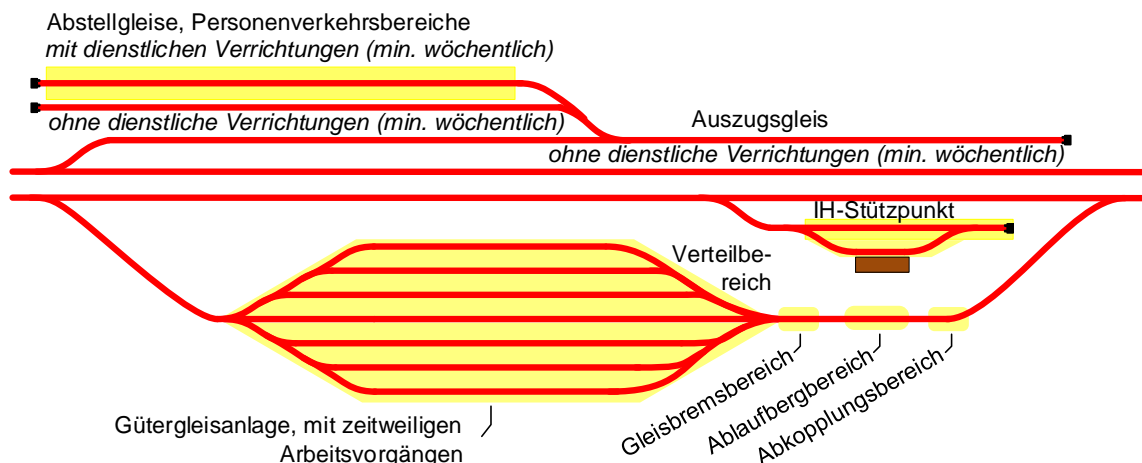 Abstellgleise, Personenverkehrsbereiche
mit dienstlichen Verrichtungen (min. wöchentlich)
ohne dienstliche Verrichtungen (min. wöchentlich)
Auszugsgleis
ohne dienstliche Verrichtungen (min. wöchentlich)
IH-Stützpunkt
Verteilbe-
reich
Gleisbremsbereich
Ablaufbergbereich
Abkopplungsbereich
Gütergleisanlage, mit zeitweiligen
Arbeitsvorgängen